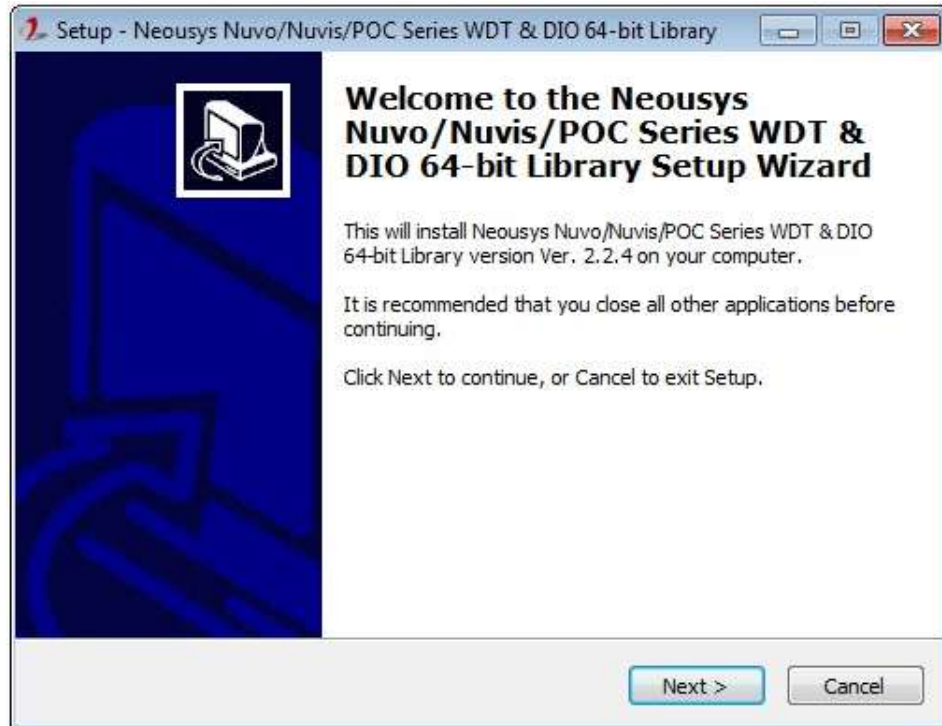 Setup - Neousys Nuvo/Nuvis/POC Series WDT & DIO 64-bit Library
Welcome to the Neousys
Nuvo/Nuvis/POC Series WDT &
DIO 64-bit Library Setup Wizard
This will install Neousys Nuvo/Nuvis/POC Series WDT & DIO
64-bit Library version Ver. 2.2.4 on your computer.
It is recommended that you close all other applications before
continuing.
Click Next to continue, or Cancel to exit Setup.
Next >
Cancel